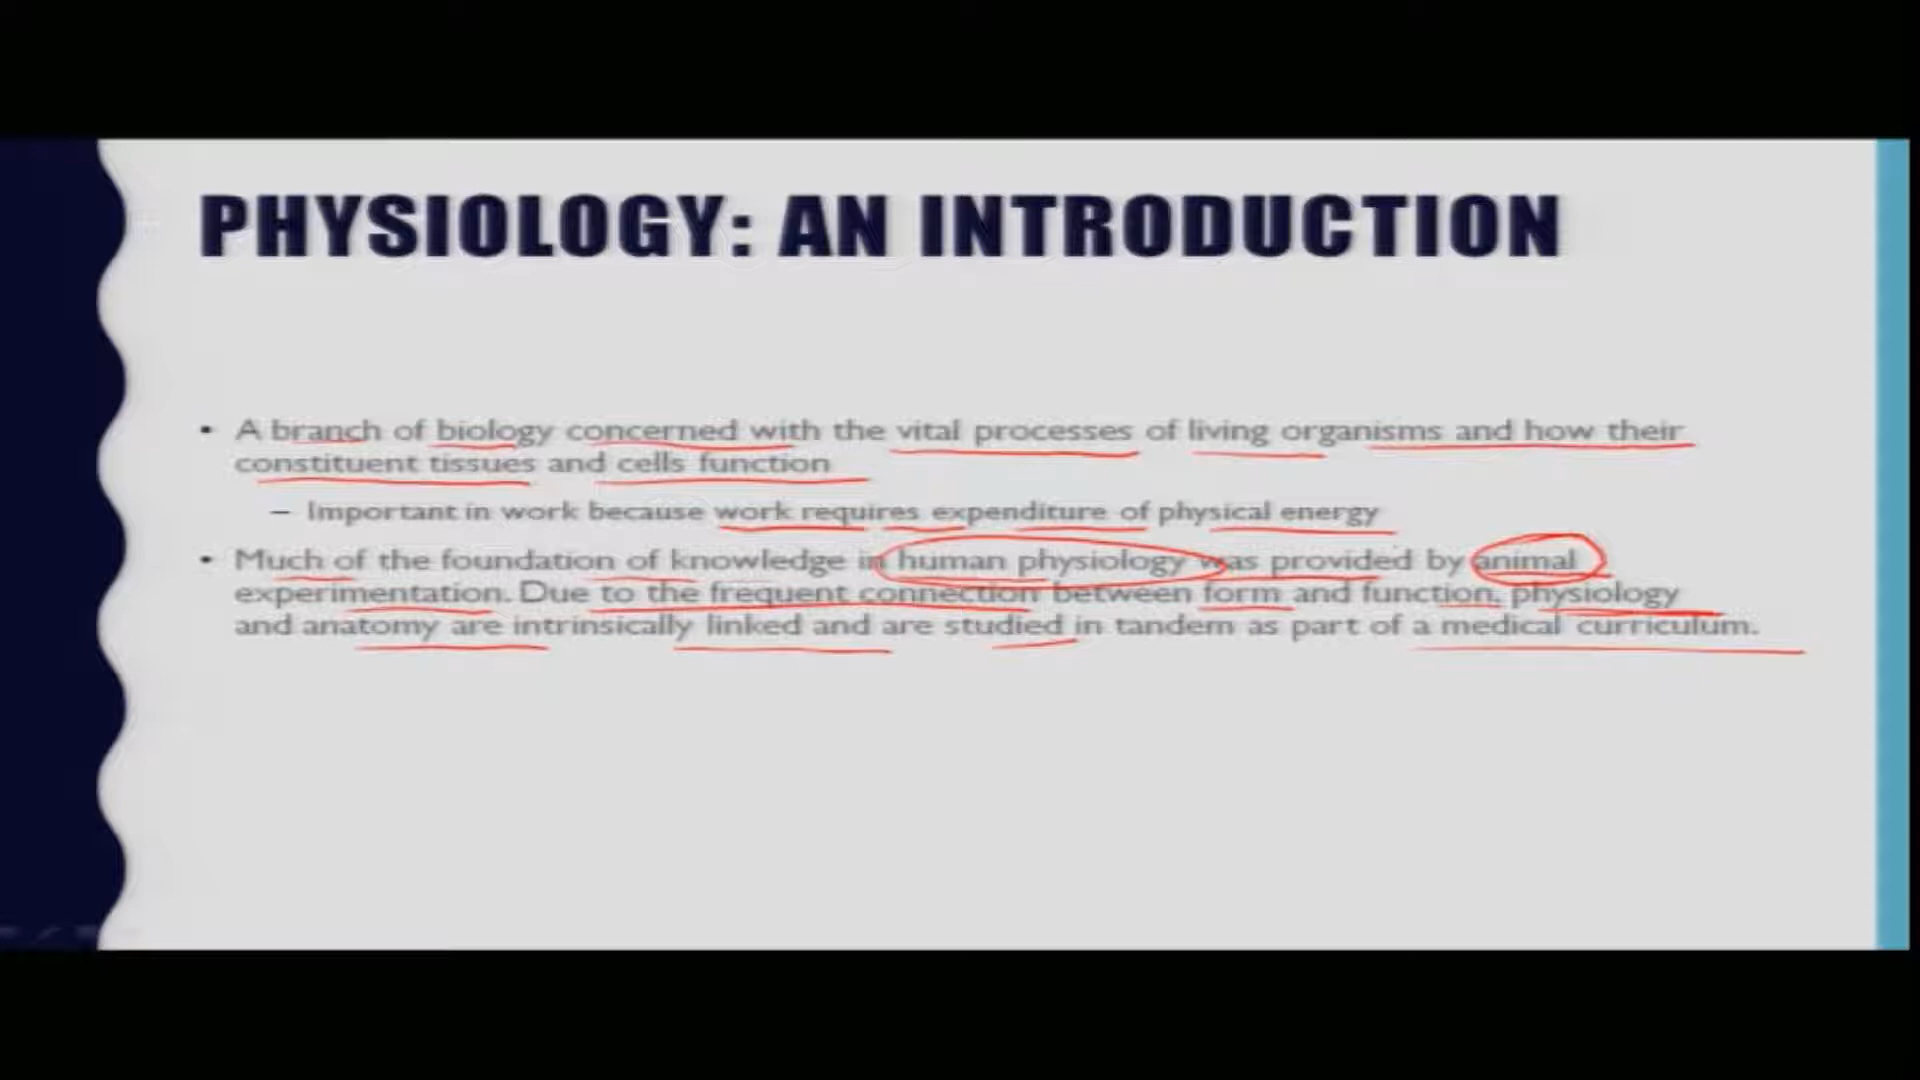 PHYSIOLOGY: AN INTRODUCTION
• A branch of biology concerned with the vital processes of living organisms and how their
constituent tissues and cells function
– Important in work because work requires expenditure of physical energy
• Much of the foundation of knowledge in human physiology was provided by animal
experimentation. Due to the frequent connection between form and function, physiology
and anatomy are intrinsically linked and are studied in tandem as part of a medical curriculum.